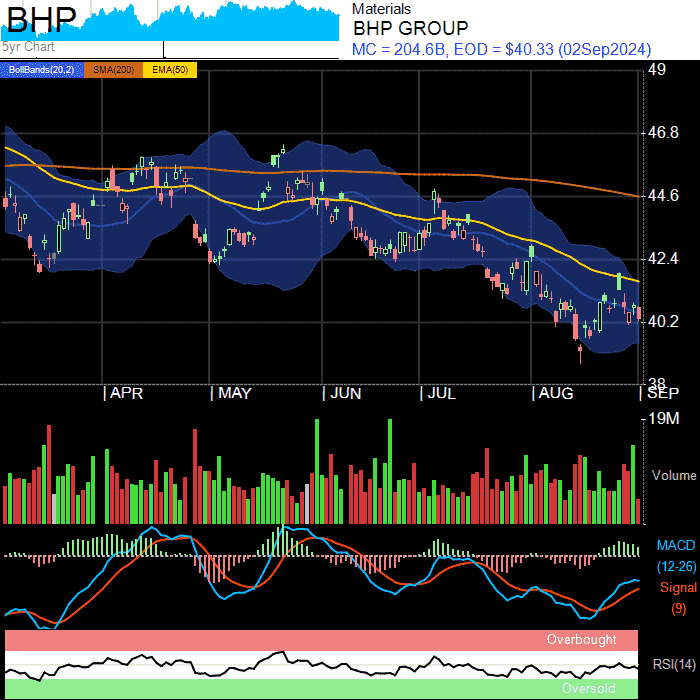 BHP
5yr Chart
Materials
BHP GROUP
MC = 204.6B, EOD = $40.33 (02Sep2024)
BollBands(20,2) SMA(200) EMA(50)
49
46.8
44.6
42.4
40.2
38
APR MAY JUN JUL AUG SEP
19M
Volume
MACD
(12-26)
Signal
(9)
Overbought
RSI(14)
Oversold